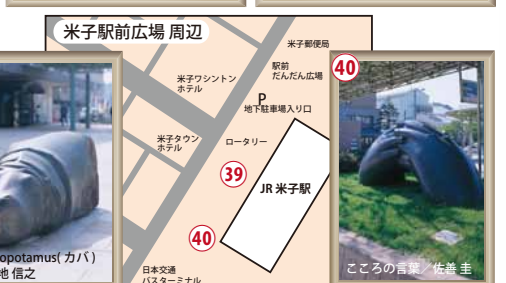 米子駅前広場 周辺
米子郵便局
駅前
だんだん広場
40
米子ワシントン
ホテル
P
地下駐車場入り口
米子タウン
ホテル
ロータリー
39
JR 米子駅
40
opotamus( カバ )
地 信之
日本交通
バスターミナル
こころの言葉／佐善 圭